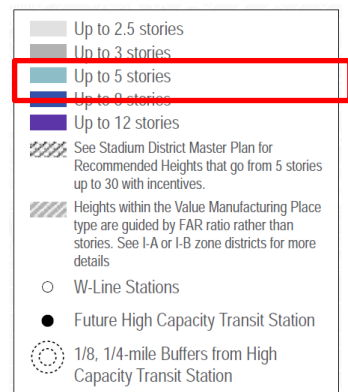 Up to 2.5 stories
Up to 3 stories
Up to 5 stories
Up to 8 stories
Up to 12 stories
See Stadium District Master Plan for
Recommended Heights that go from 5 stories
up to 30 with incentives.
Heights within the Value Manufacturing Place
type are guided by FAR ratio rather than
stories. See I-A or I-B zone districts for more
details
W-Line Stations
Future High Capacity Transit Station
1/8, 1/4-mile Buffers from High
Capacity Transit Station